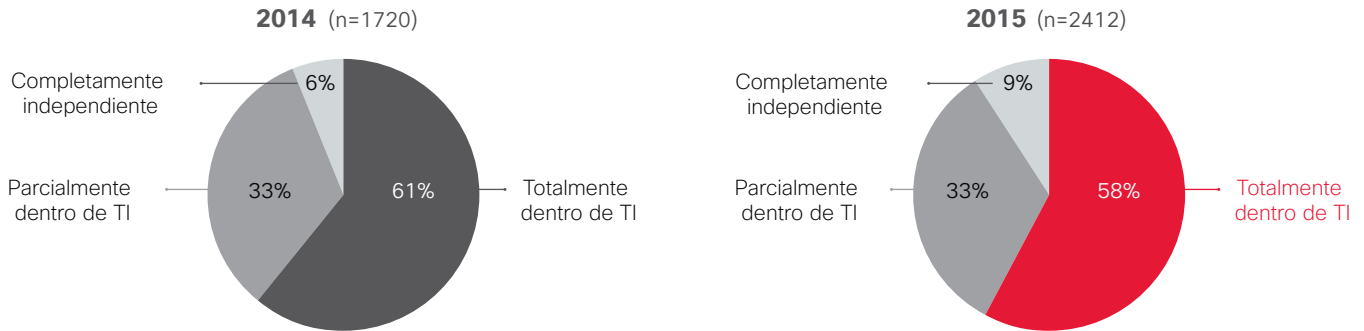 2014 (n=1720)
Completamente
independiente
6%
Parcialmente
dentro de TI
33%
61%
Totalmente
dentro de TI
2015 (n=2412)
Completamente
independiente
9%
Parcialmente
dentro de TI
33%
58%
Totalmente
dentro de TI